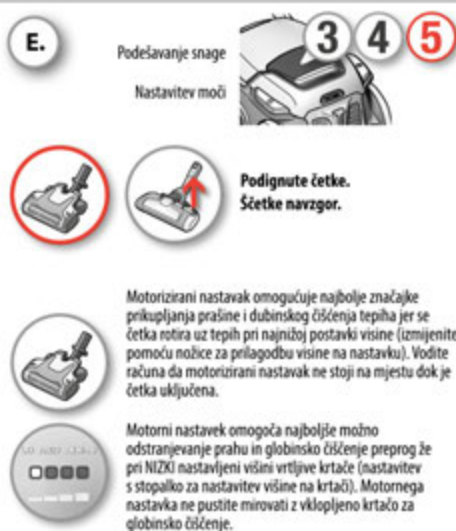 E.
Podešavanje snage
Nastavitev moči
3 4 5
Podignute četke.
Ščetke navzgor.
Motorizirani nastavak omogućuje najbolje značajke
prikupljanja prašine i dubinskog čišćenja tepiha jer se
četka rotira uz tepih pri najnižoj postavki visine (izmijenite
pomoću nožice za prilagodbu visine na nastavku). Vodite
računa da motorizirani nastavak ne stoji na mjestu dok je
četka uključena.
Motorni nastavek omogoča najboljše možno
odstranjevanje prahu in globinsko čiščenje preprog že
pri NIZKI nastavljeni višini vrtljive krtače (nastavitev
s stopalko za nastavitev višine na krtači). Motornega
nastavka ne pustite mirovati z vklopljeno krtačo za
globinsko čiščenje.